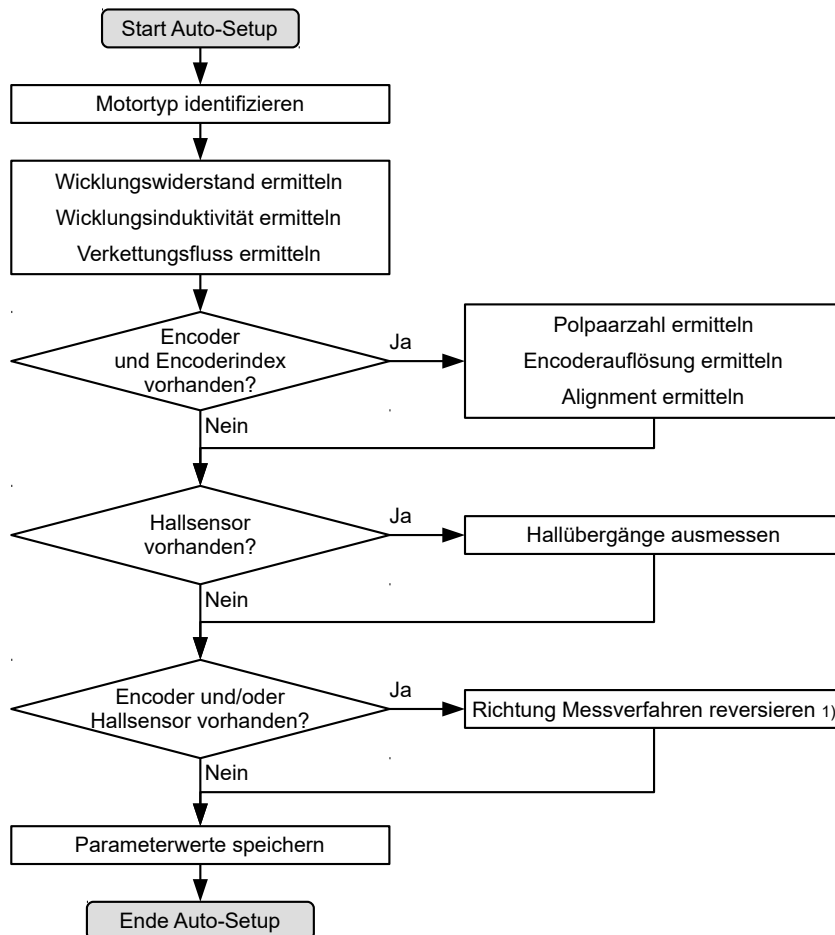 Start Auto-Setup
Motortyp identifizieren
Wicklungswiderstand ermitteln
Wicklungsinduktivität ermitteln
Verkettungsfluss ermitteln
Encoder
und Encoderindex
vorhanden?
Ja
Polpaarzahl ermitteln
Encoderauflösung ermitteln
Alignment ermitteln
Nein
Hallsensor
vorhanden?
Ja
Hallübergänge ausmessen
Nein
Encoder und/oder
Hallsensor vorhanden?
Ja
Richtung Messverfahren reversieren 1)
Nein
Parameterwerte speichern
Ende Auto-Setup